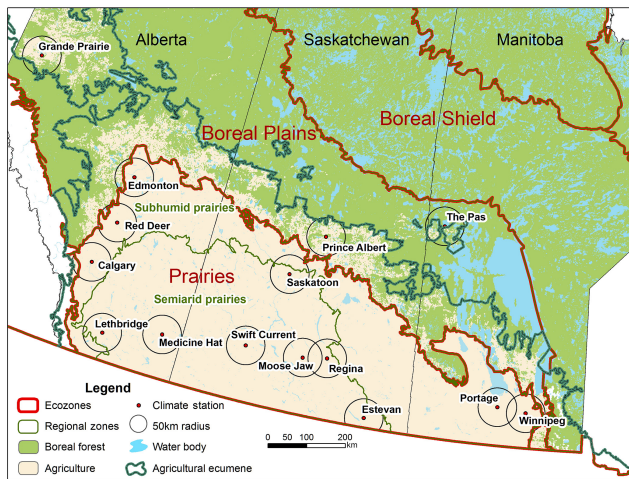 Alberta
Saskatchewan
Manitoba
Grande Prairie
Boreal Plains
Boreal Shield
Edmonton
Subhumid prairies
Red Deer
The Pas
Prince Albert
Calgary
Prairies
Saskatoon
Semiarid prairies
Lethbridge
Medicine Hat
Swift Current
Moose Jaw
Regina
Estevan
Portage
Winnipeg
Legend
Ecozones
Climate station
Regional zones
50km radius
Boreal forest
Water body
Agriculture
Agricultural ecumene
0 50 100 200
km